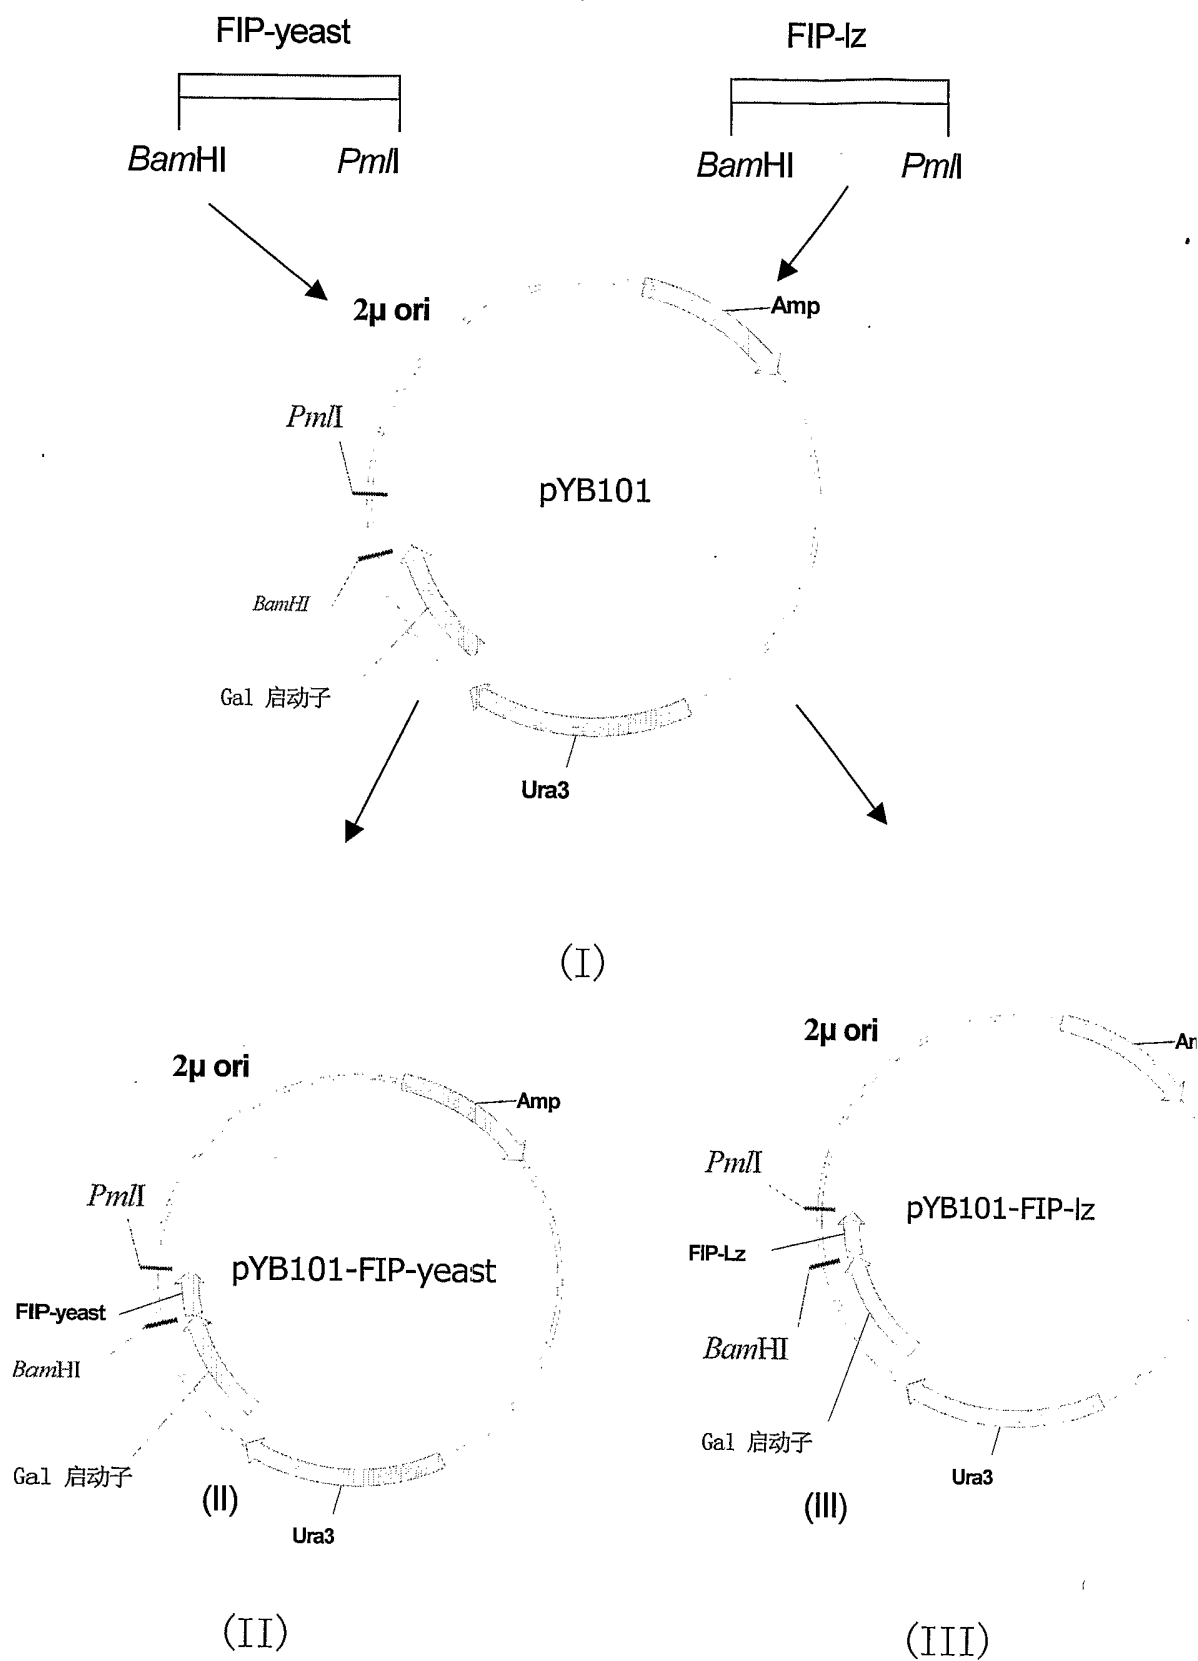 FIP-yeast
FIP-lz
BamHI PmlI
BamHI PmlI
2µ ori
Amp
PmlI
pYB101
BamHI
Gal 启动子
Ura3
(I)
2µ ori
Amp
PmlI
pYB101-FIP-yeast
FIP-yeast
BamHI
Gal 启动子
(II)
Ura3
(II)
2µ ori
PmlI
pYB101-FIP-lz
FIP-Lz
BamHI
Gal 启动子
Ura3
(III)
(III)